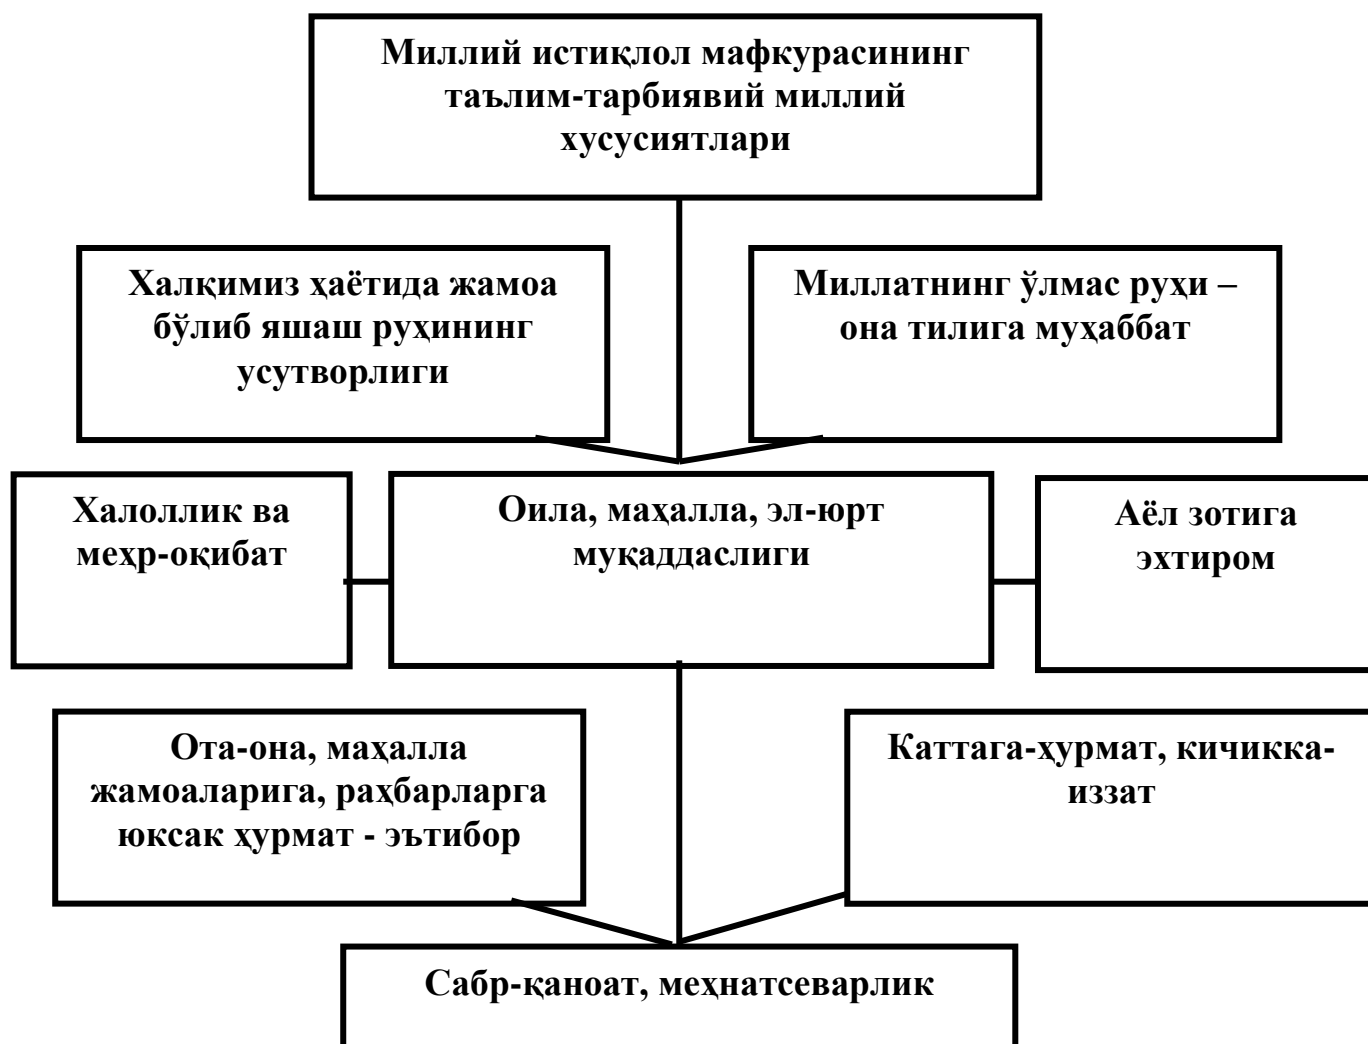 Миллий истиқлол мафкурасининг
таълим-тарбиявий миллий
хусусиятлари
Халқимиз ҳаётида жамоа
бўлиб яшаш руҳининг
усутворлиги
Миллатнинг ўлмас руҳи –
она тилига муҳаббат
Халоллик ва
меҳр-оқибат
Оила, маҳалла, эл-юрт
муқаддаслиги
Аёл зотига
эхтиром
Ота-она, маҳалла
жамоаларига, раҳбарларга
юксак ҳурмат - эътибор
Каттага-ҳурмат, кичикка-
иззат
Сабр-қаноат, меҳнатсеварлик